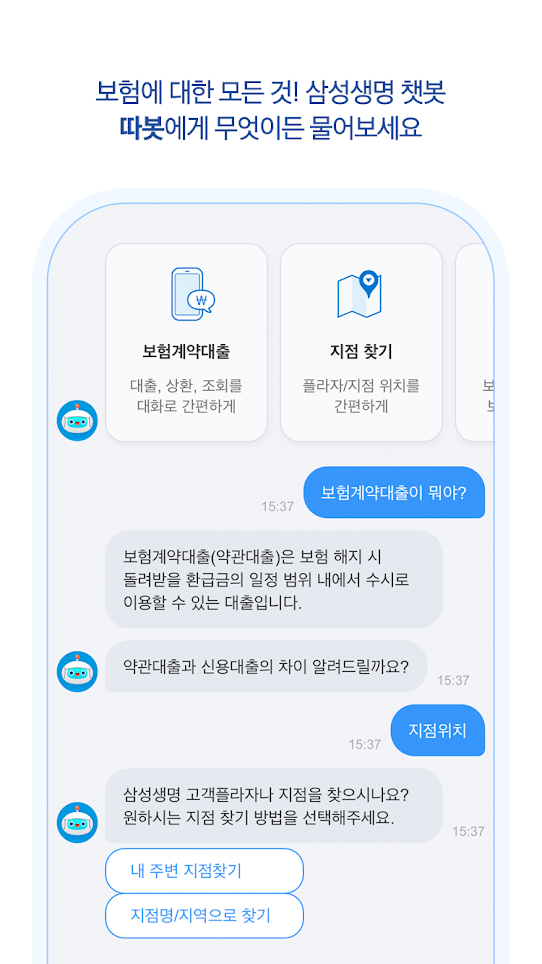 보험에 대한 모든 것! 삼성생명 챗봇
따봇에게 무엇이든 물어보세요
₩
보험계약대출
대출, 상환, 조회를
대화로 간편하게
지점 찾기
플라자/지점 위치를
간편하게
보험계약대출이 뭐야?
15:37
보험계약대출(약관대출)은 보험 해지 시
돌려받을 환급금의 일정 범위 내에서 수시로
이용할 수 있는 대출입니다.
약관대출과 신용대출의 차이 알려드릴까요?
15:37
지점위치
15:37
삼성생명 고객플라자나 지점을 찾으시나요?
원하시는 지점 찾기 방법을 선택해주세요.
15:37
내 주변 지점찾기
지점명/지역으로 찾기